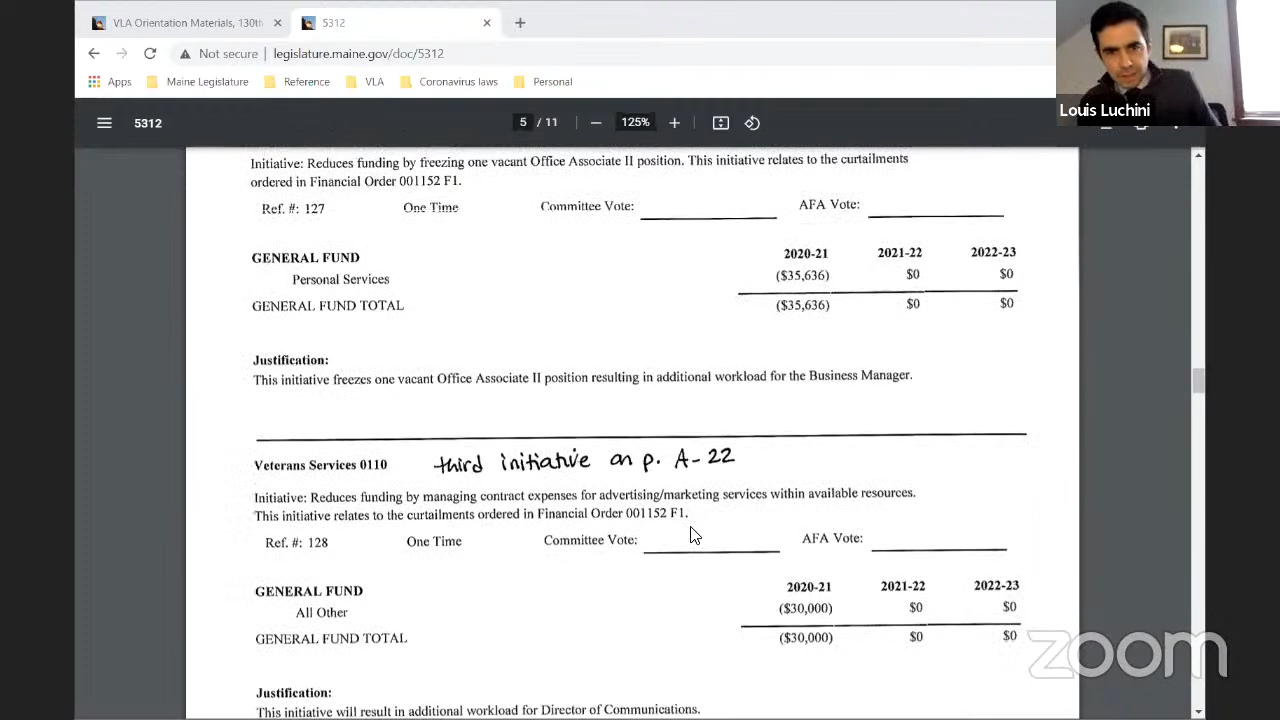 VLA Orientation Materials, 130th
5312
Not secure | legislature.maine.gov/doc/5312
Apps Maine Legislature Reference VLA Coronavirus laws Personal
Louis Luchini
5312 5 / 11 125%
Initiative: Reduces funding by freezing one vacant Office Associate II position. This initiative relates to the curtailments
ordered in Financial Order 001152 F1.
Ref. #: 127 One Time Committee Vote: AFA Vote:
GENERAL FUND 2020-21 2021-22 2022-23
Personal Services ($35,636) $0 $0
GENERAL FUND TOTAL ($35,636) $0 $0
Justification:
This initiative freezes one vacant Office Associate II position resulting in additional workload for the Business Manager.
Veterans Services 0110 third initiative on p. A-22
Initiative: Reduces funding by managing contract expenses for advertising/marketing services within available resources.
This initiative relates to the curtailments ordered in Financial Order 001152 F1.
Ref. #: 128 One Time Committee Vote: AFA Vote:
GENERAL FUND 2020-21 2021-22 2022-23
All Other ($30,000) $0 $0
GENERAL FUND TOTAL ($30,000) $0 $0
zoom
Justification:
This initiative will result in additional workload for Director of Communications.